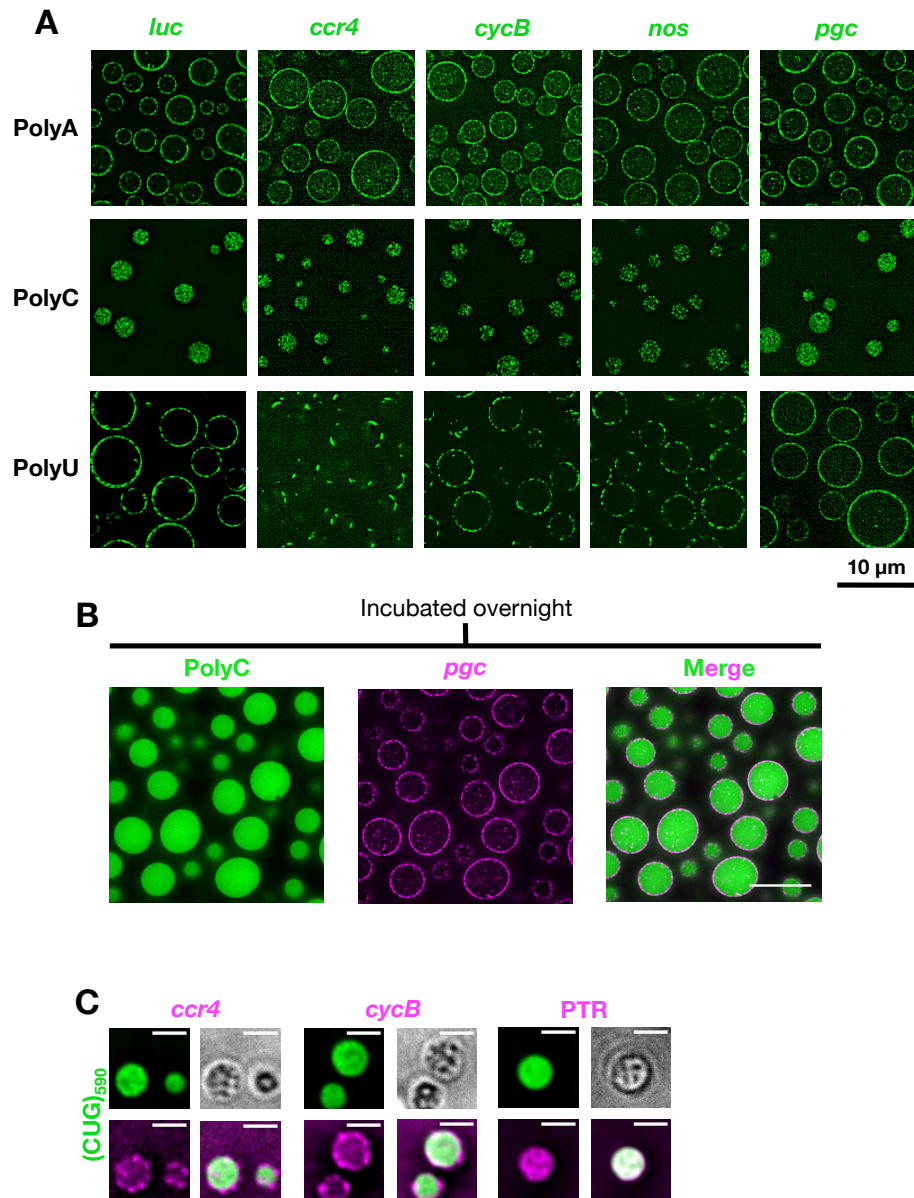 A
luc ccr4 cycB nos pgc
PolyA
PolyC
PolyU
10 µm
B
Incubated overnight
PolyC pgc Merge
C
ccr4 cycB PTR
(CUG)590